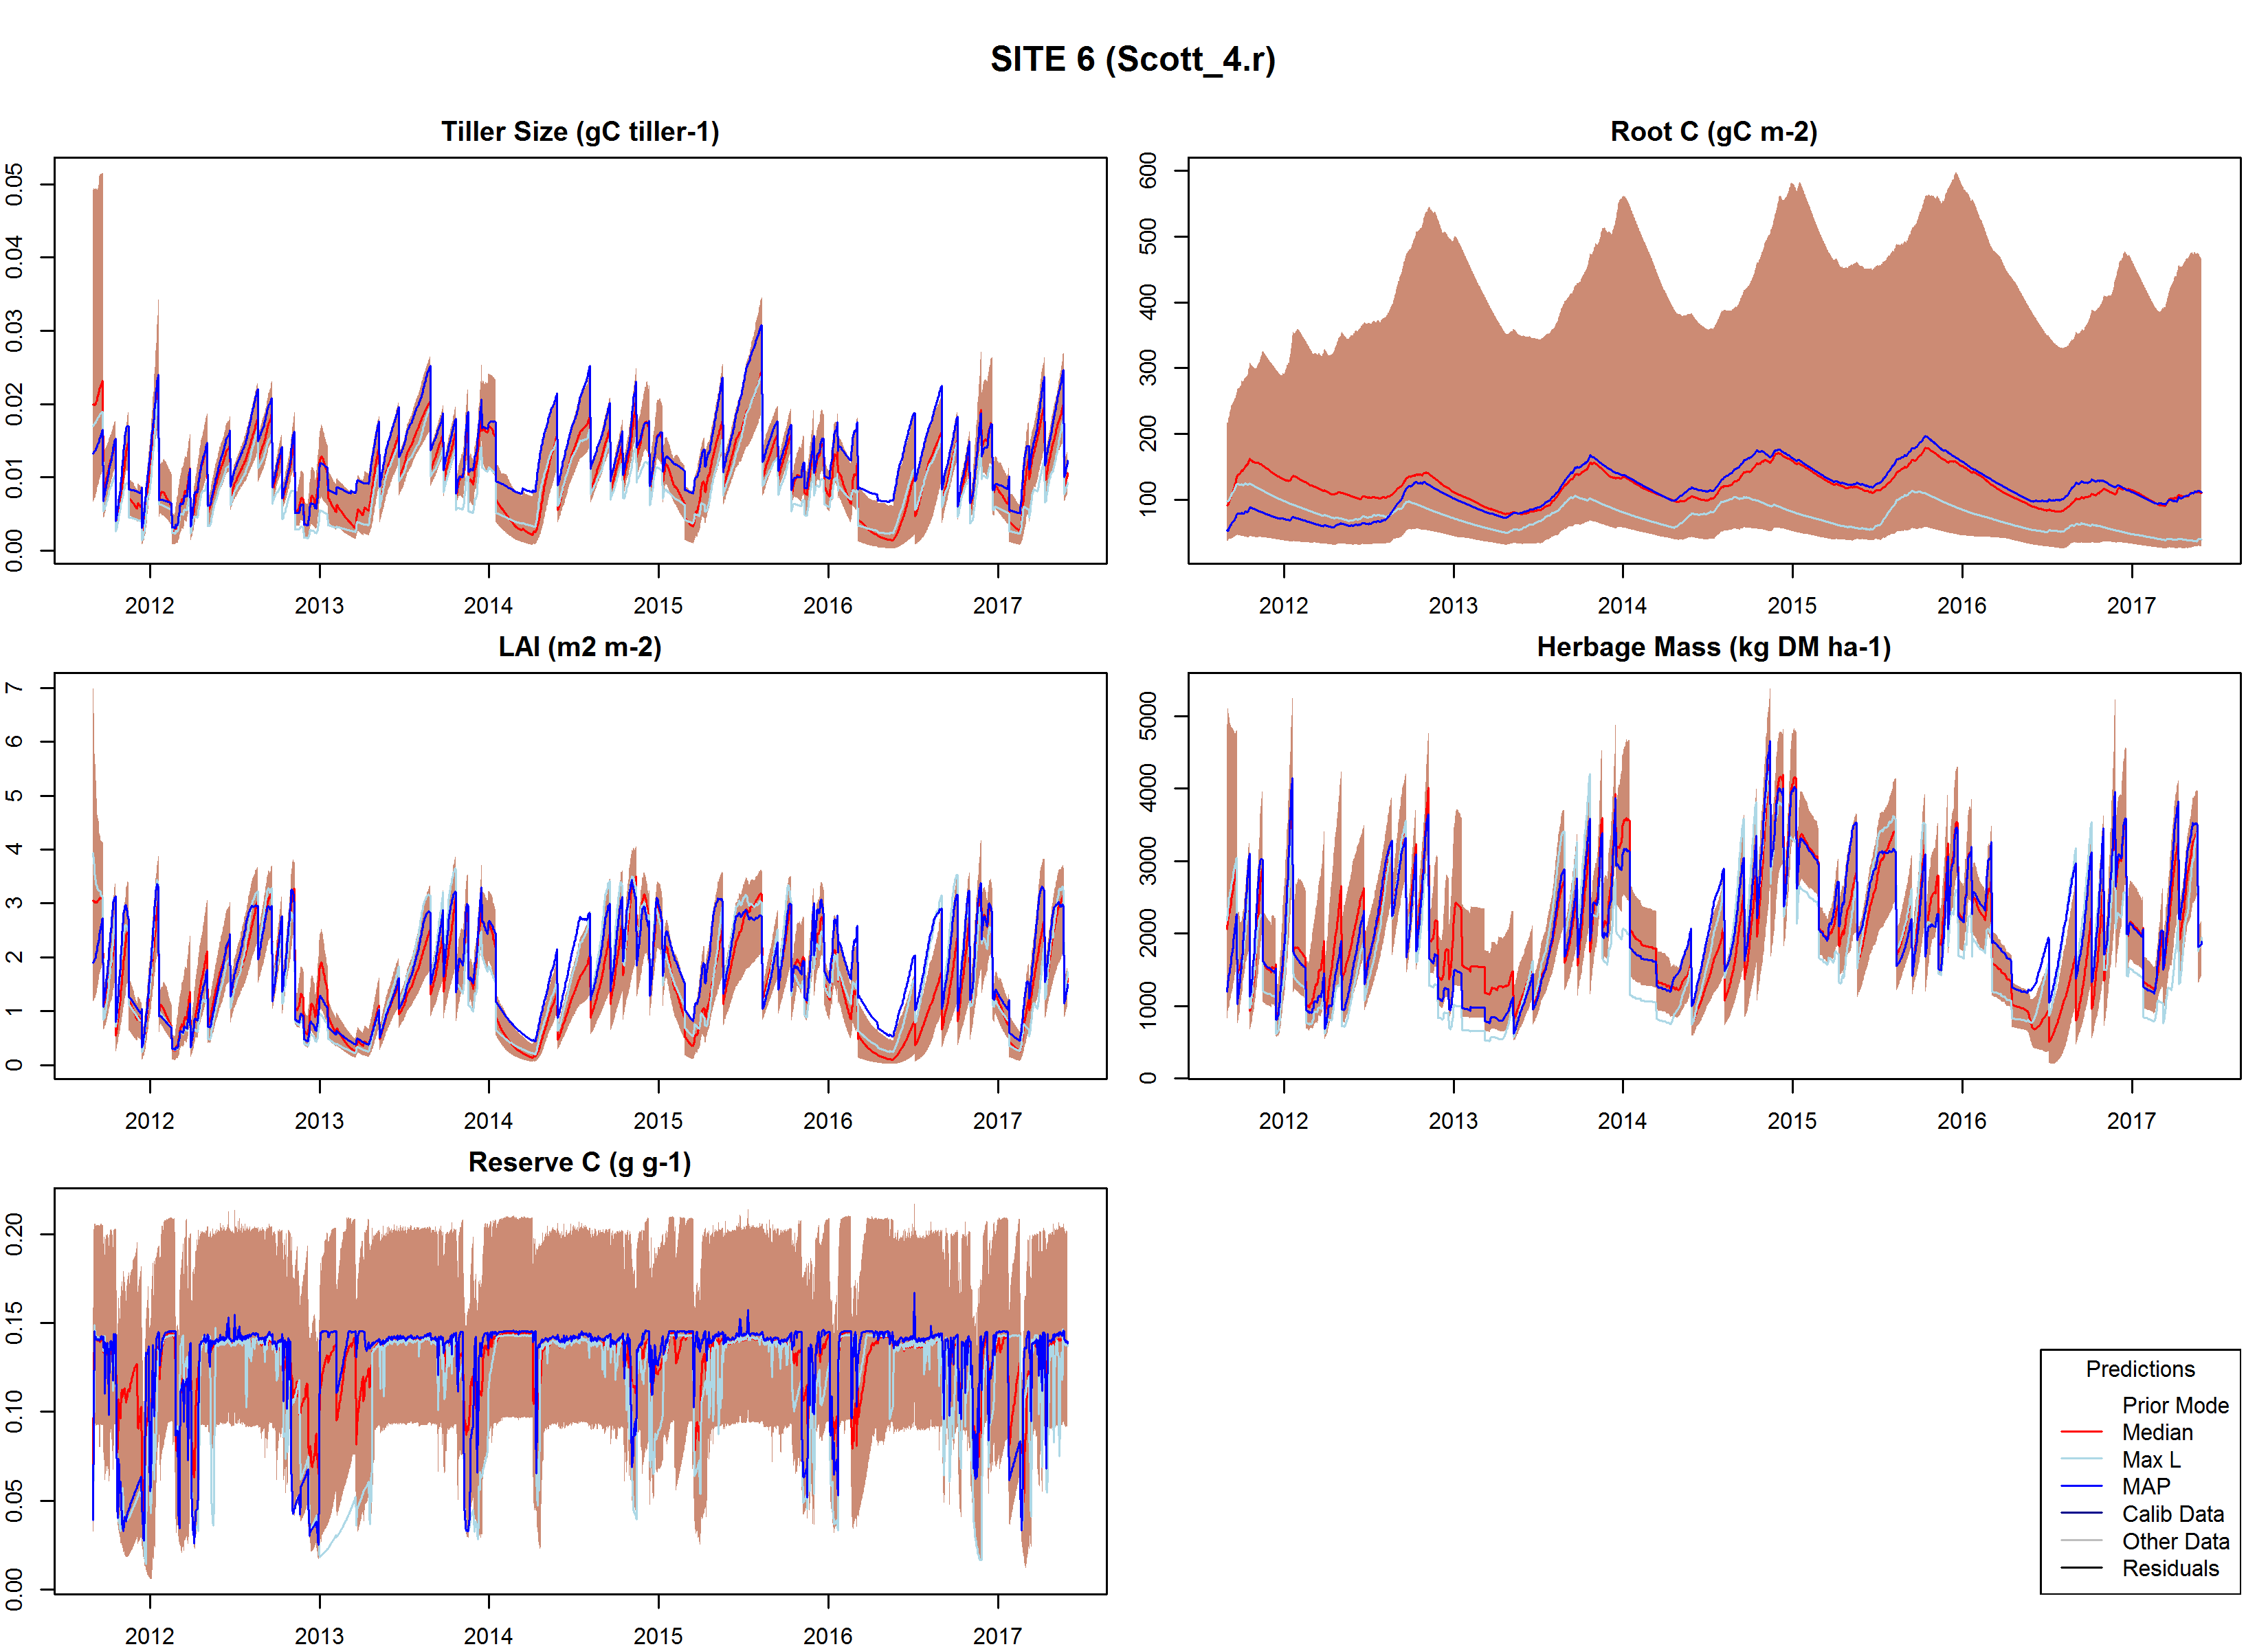 SITE 6 (Scott_4.r)
Tiller Size (gC tiller-1)
0.05
0.04
0.03
0.02
0.01
0.00
2012 2013 2014 2015 2016 2017
Root C (gC m-2)
600
500
400
300
200
100
2012 2013 2014 2015 2016 2017
LAI (m2 m-2)
7
6
5
4
3
2
1
0
2012 2013 2014 2015 2016 2017
Herbage Mass (kg DM ha-1)
5000
4000
3000
2000
1000
0
2012 2013 2014 2015 2016 2017
Reserve C (g g-1)
0.20
0.15
0.10
0.05
0.00
2012 2013 2014 2015 2016 2017
Predictions
Prior Mode
Median
Max L
MAP
Calib Data
Other Data
Residuals